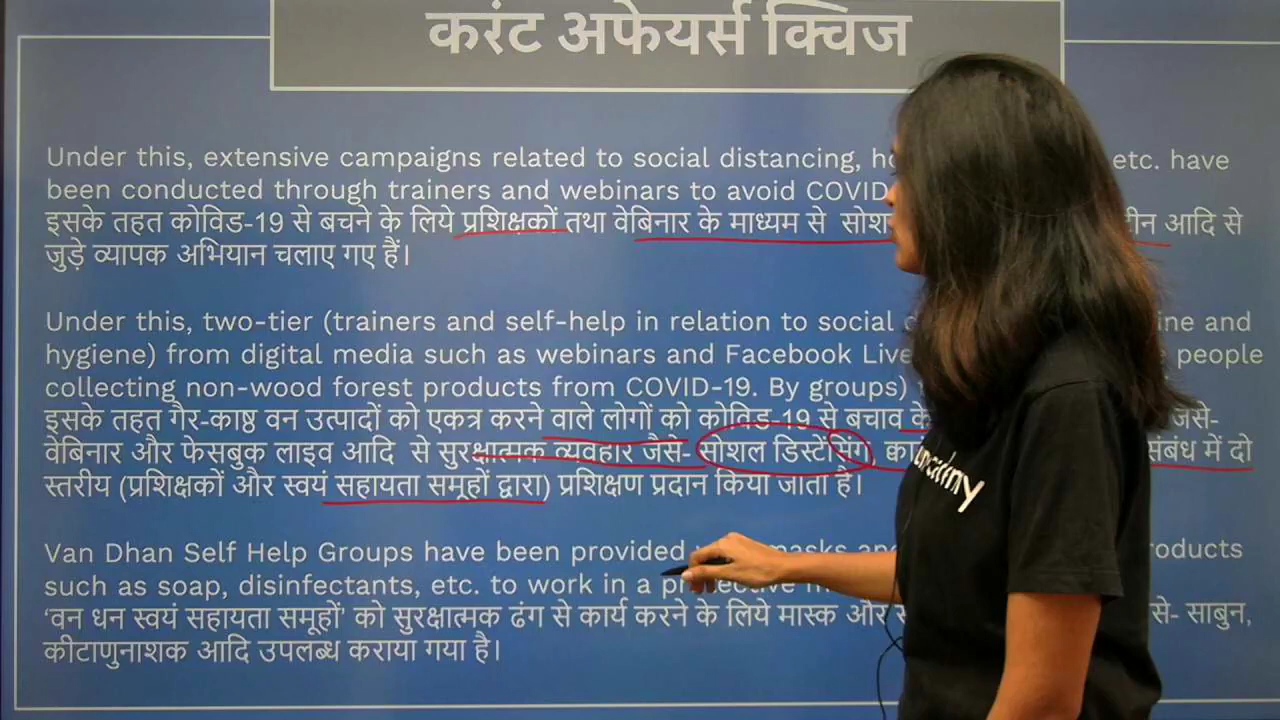 करंट अफेयर्स क्विज
Under this, extensive campaigns related to social distancing, etc. have
been conducted through trainers and webinars to avoid COVID
इसके तहत कोविड-19 से बचने के लिये प्रशिक्षकों तथा वेबिनार के माध्यम से आदि से
जुड़े व्यापक अभियान चलाए गए हैं।
Under this, two-tier (trainers and self-help in relation to social and
hygiene) from digital media such as webinars and Facebook Live people
collecting non-wood forest products from COVID-19. By groups)
इसके तहत गैर-काष्ठ वन उत्पादों को एकत्र करने वाले लोगों को कोविड-19 से बचाव के जैसे-
वेबिनार और फेसबुक लाइव आदि से सुरक्षात्मक व्यवहार जैसे- सोशल डिस्टेंसिंग, संबंध में दो
स्तरीय (प्रशिक्षकों और स्वयं सहायता समूहों द्वारा) प्रशिक्षण प्रदान किया जाता है।
Van Dhan Self Help Groups have been provided masks
such as soap, disinfectants, etc. to work in a
‘वन धन स्वयं सहायता समूहों' को सुरक्षात्मक ढंग से कार्य करने के लिये मास्क और साबुन,
कीटाणुनाशक आदि उपलब्ध कराया गया है।